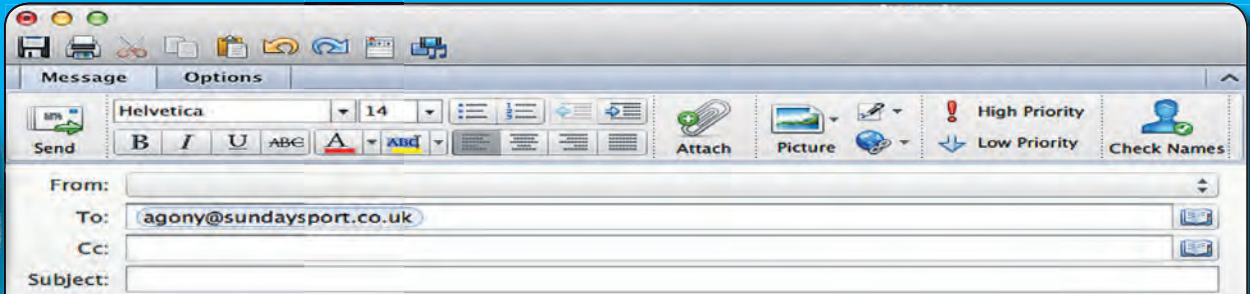 Message Options
Helvetica 14 High Priority
Send B I U ABC A ABC Attach Picture Low Priority Check Names
From:
To: agony@sundaysport.co.uk
Cc:
Subject: